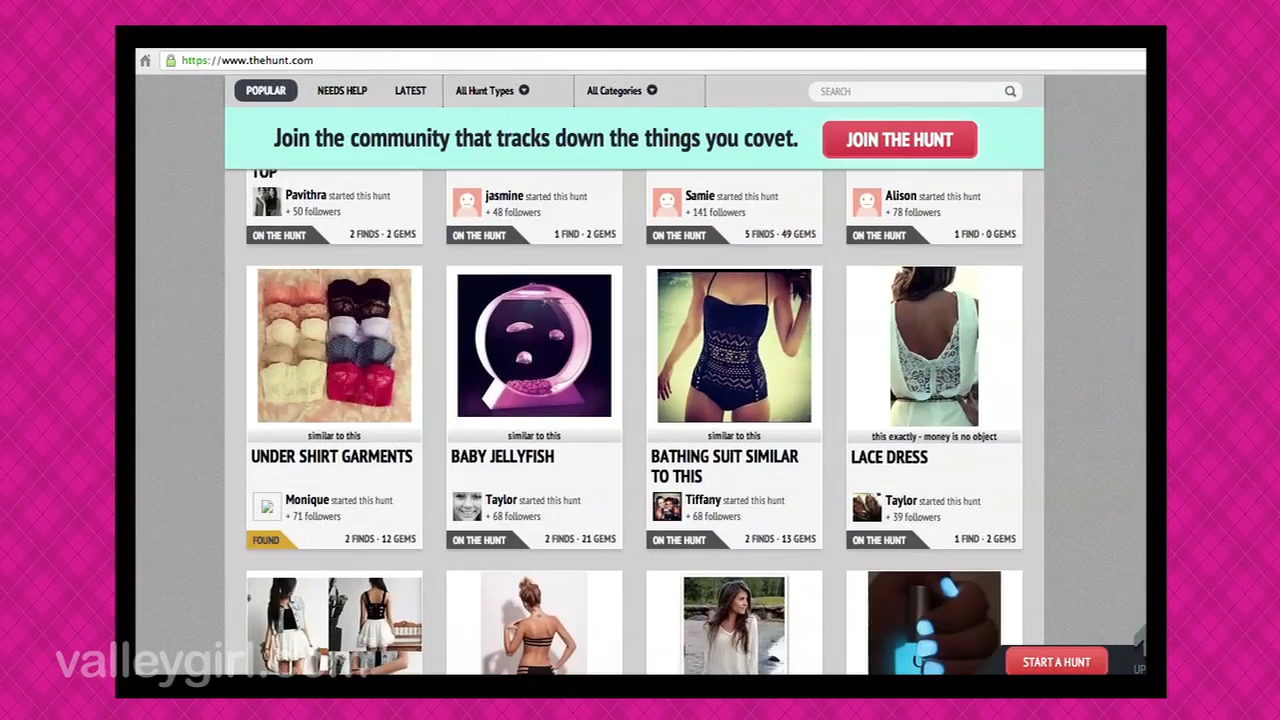 https://www.thehunt.com
POPULAR NEEDS HELP LATEST All Hunt Types All Categories SEARCH
Join the community that tracks down the things you covet. JOIN THE HUNT
TOP
Pavithra started this hunt
+ 50 followers
ON THE HUNT 2 FINDS · 2 GEMS
jasmine started this hunt
+ 48 followers
ON THE HUNT 1 FIND · 2 GEMS
Samie started this hunt
+ 141 followers
ON THE HUNT 5 FINDS · 49 GEMS
Alison started this hunt
+ 78 followers
ON THE HUNT 1 FIND · 0 GEMS
similar to this
UNDER SHIRT GARMENTS
Monique started this hunt
+ 71 followers
FOUND 2 FINDS · 12 GEMS
similar to this
BABY JELLYFISH
Taylor started this hunt
+ 68 followers
ON THE HUNT 2 FINDS · 21 GEMS
similar to this
BATHING SUIT SIMILAR
TO THIS
Tiffany started this hunt
+ 68 followers
ON THE HUNT 2 FINDS · 13 GEMS
this exactly - money is no object
LACE DRESS
Taylor started this hunt
+ 39 followers
ON THE HUNT 1 FIND · 2 GEMS
START A HUNT
UP
valleygirl.com